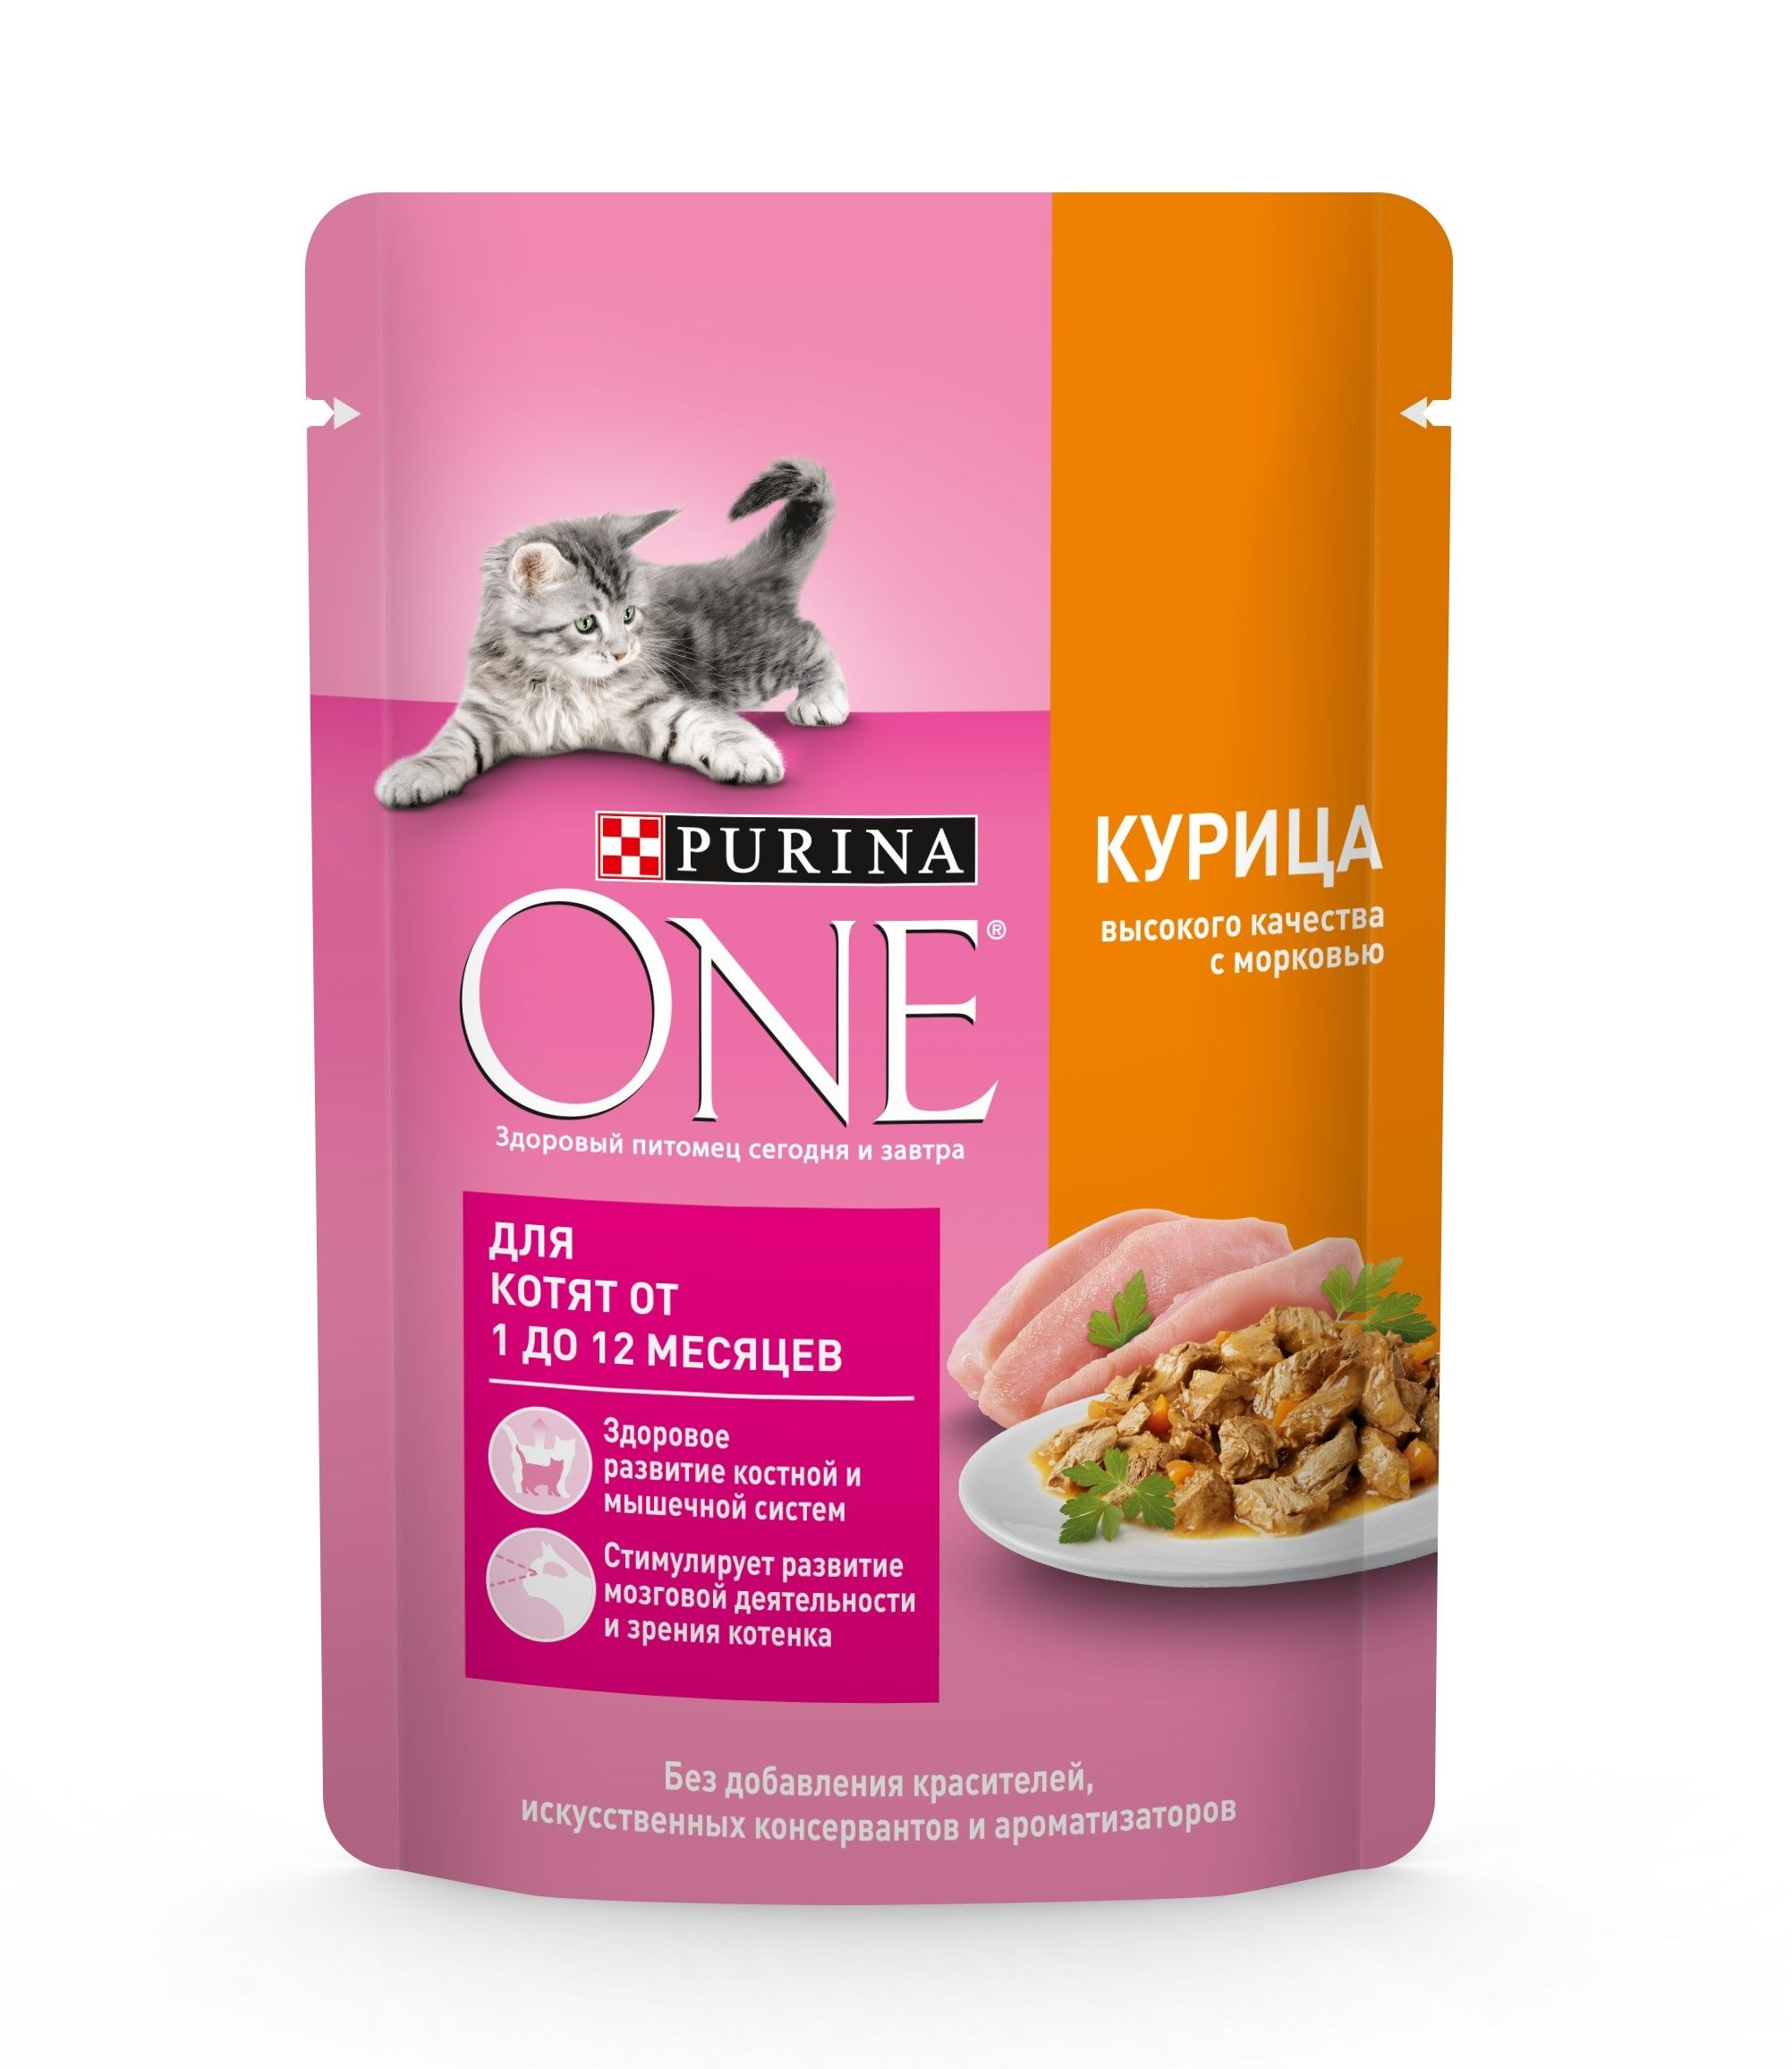 PURINA
ONE®
Здоровый питомец сегодня и завтра
КУРИЦА
высокого качества
с морковью
ДЛЯ
КОТЯТ ОТ
1 ДО 12 МЕСЯЦЕВ
Здоровое
развитие костной и
мышечной систем
Стимулирует развитие
мозговой деятельности
и зрения котенка
Без добавления красителей,
искусственных консервантов и ароматизаторов